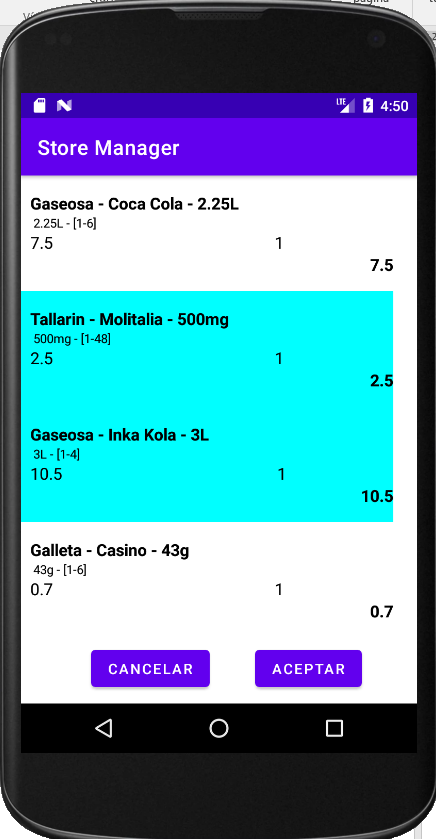 LTE 4:50
Store Manager
Gaseosa - Coca Cola - 2.25L
2.25L - [1-6]
7.5 1
7.5
Tallarin - Molitalia - 500mg
500mg - [1-48]
2.5 1
2.5
Gaseosa - Inka Kola - 3L
3L - [1-4]
10.5 1
10.5
Galleta - Casino - 43g
43g - [1-6]
0.7 1
0.7
CANCELAR ACEPTAR